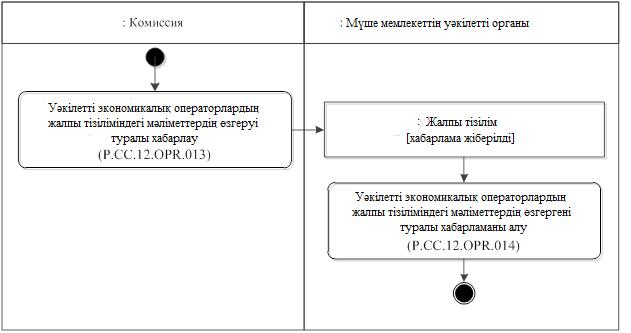 : Комиссия
: Мүше мемлекеттің уәкілетті органы
Уәкілетті экономикалық операторлардың
жалпы тізіліміндегі мәліметтердің өзгеруі
туралы хабарлау
(P.CC.12.OPR.013)
: Жалпы тізілім
[хабарлама жіберілді]
Уәкілетті экономикалық операторлардың
жалпы тізіліміндегі мәліметтердің өзгергені
туралы хабарламаны алу
(P.CC.12.OPR.014)